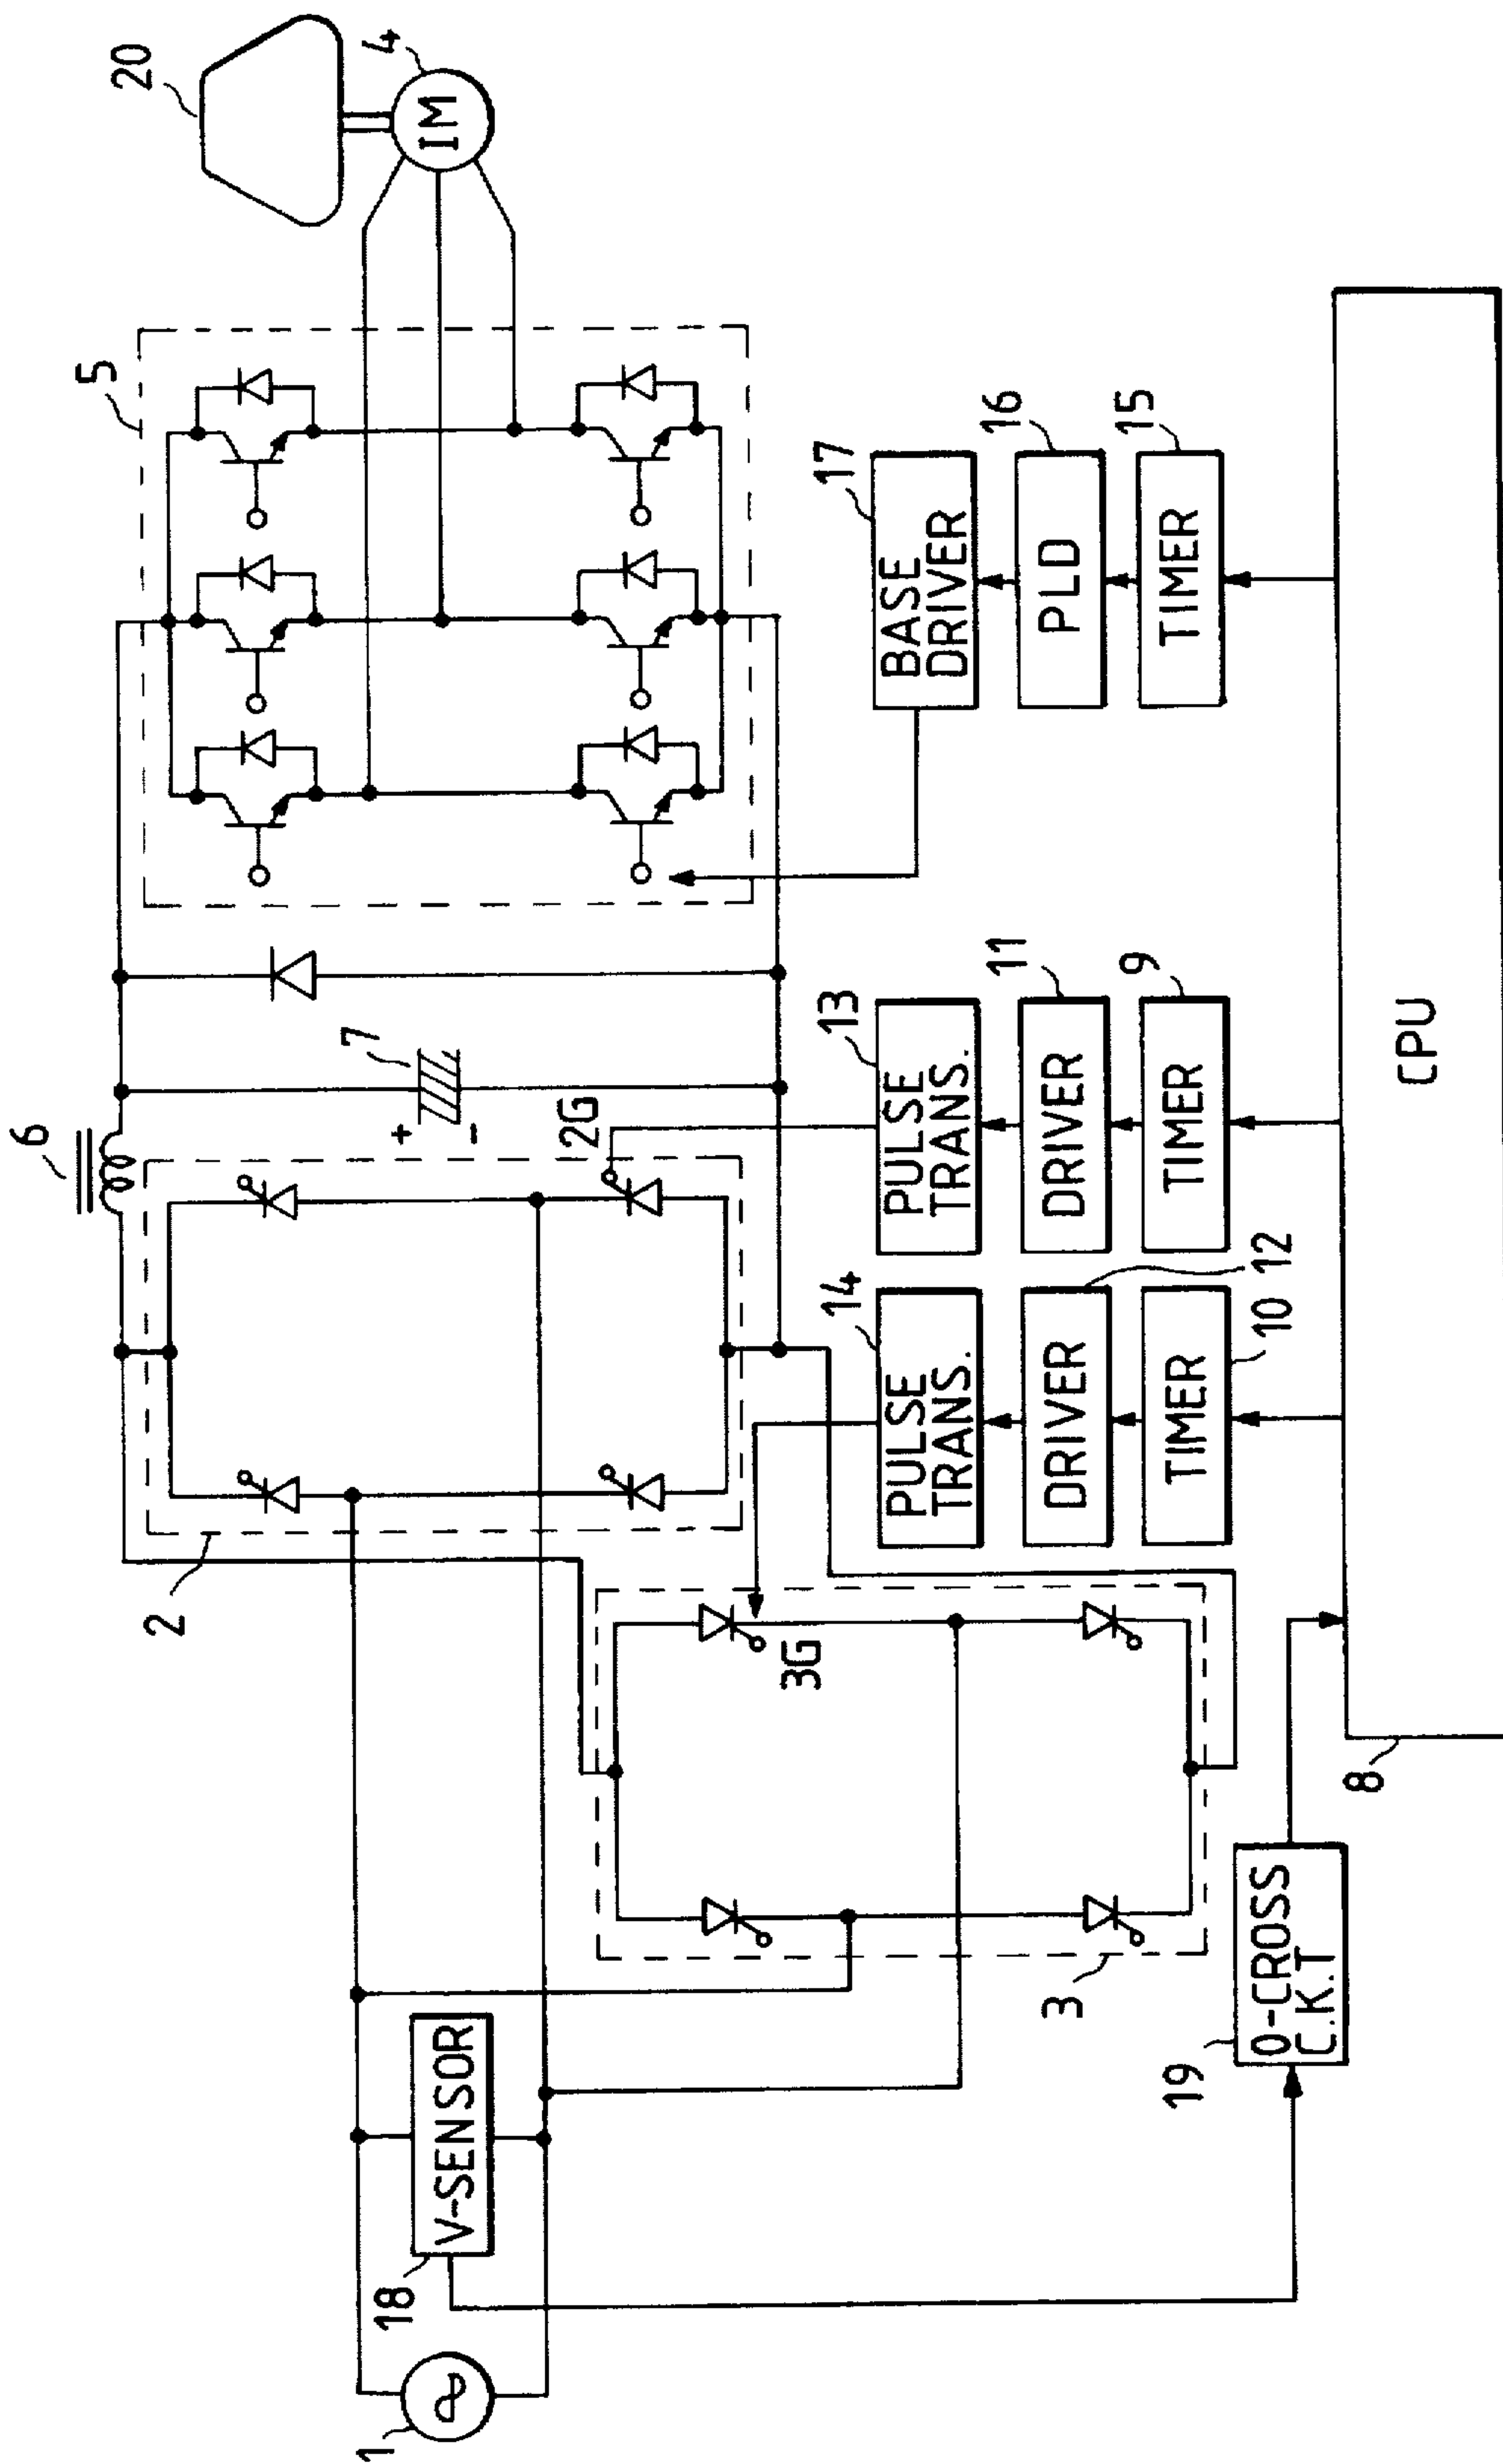 20
4
IM
5
6
7
+
-
2G
2
1
18
V-SENSOR
3G
3
17
BASE
DRIVER
16
PLD
15
TIMER
13
PULSE
TRANS.
11
DRIVER
9
TIMER
14
PULSE
TRANS.
12
DRIVER
10
TIMER
19
0-CROSS
C.K.T
8
CPU